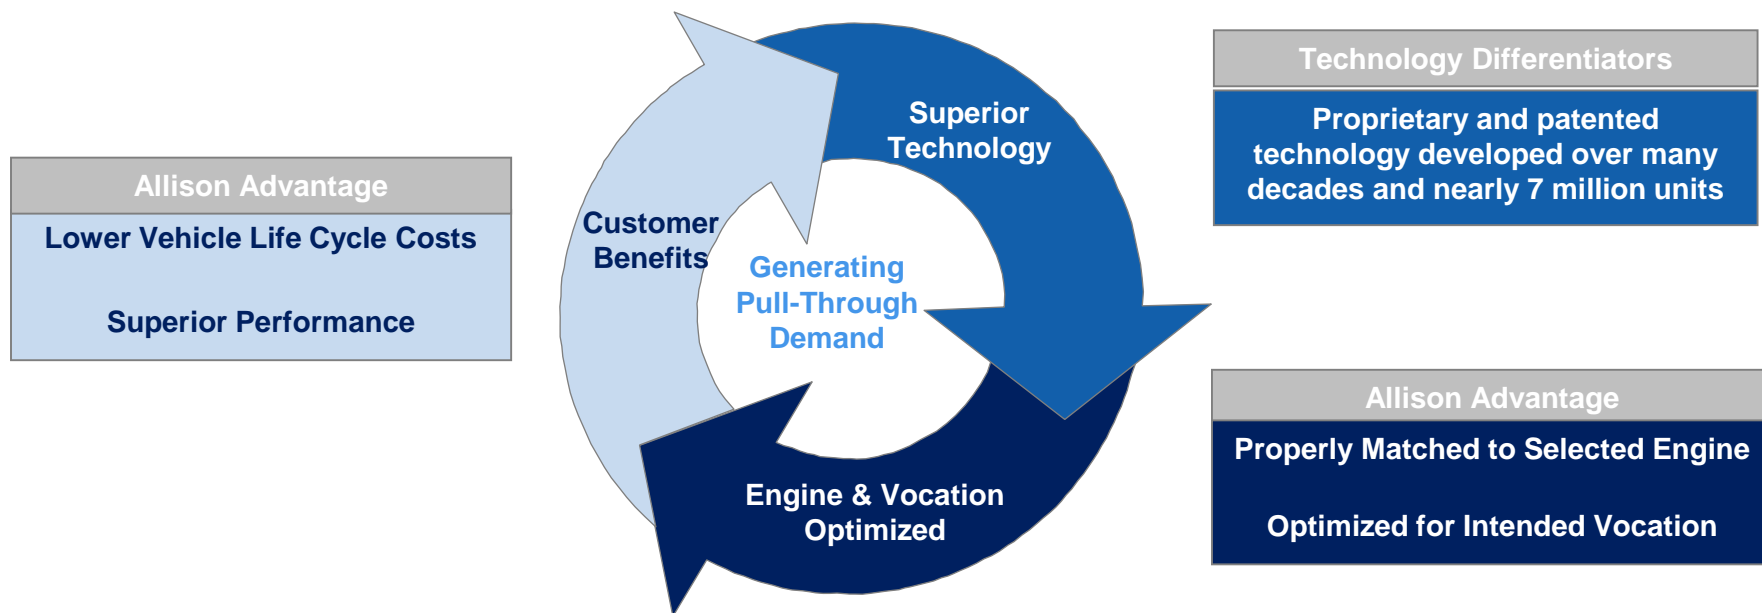 Allison Advantage
Lower Vehicle Life Cycle Costs
Superior Performance
Customer
Benefits
Generating
Pull-Through
Demand
Superior
Technology
Engine & Vocation
Optimized
Technology Differentiators
Proprietary and patented
technology developed over many
decades and nearly 7 million units
Allison Advantage
Properly Matched to Selected Engine
Optimized for Intended Vocation